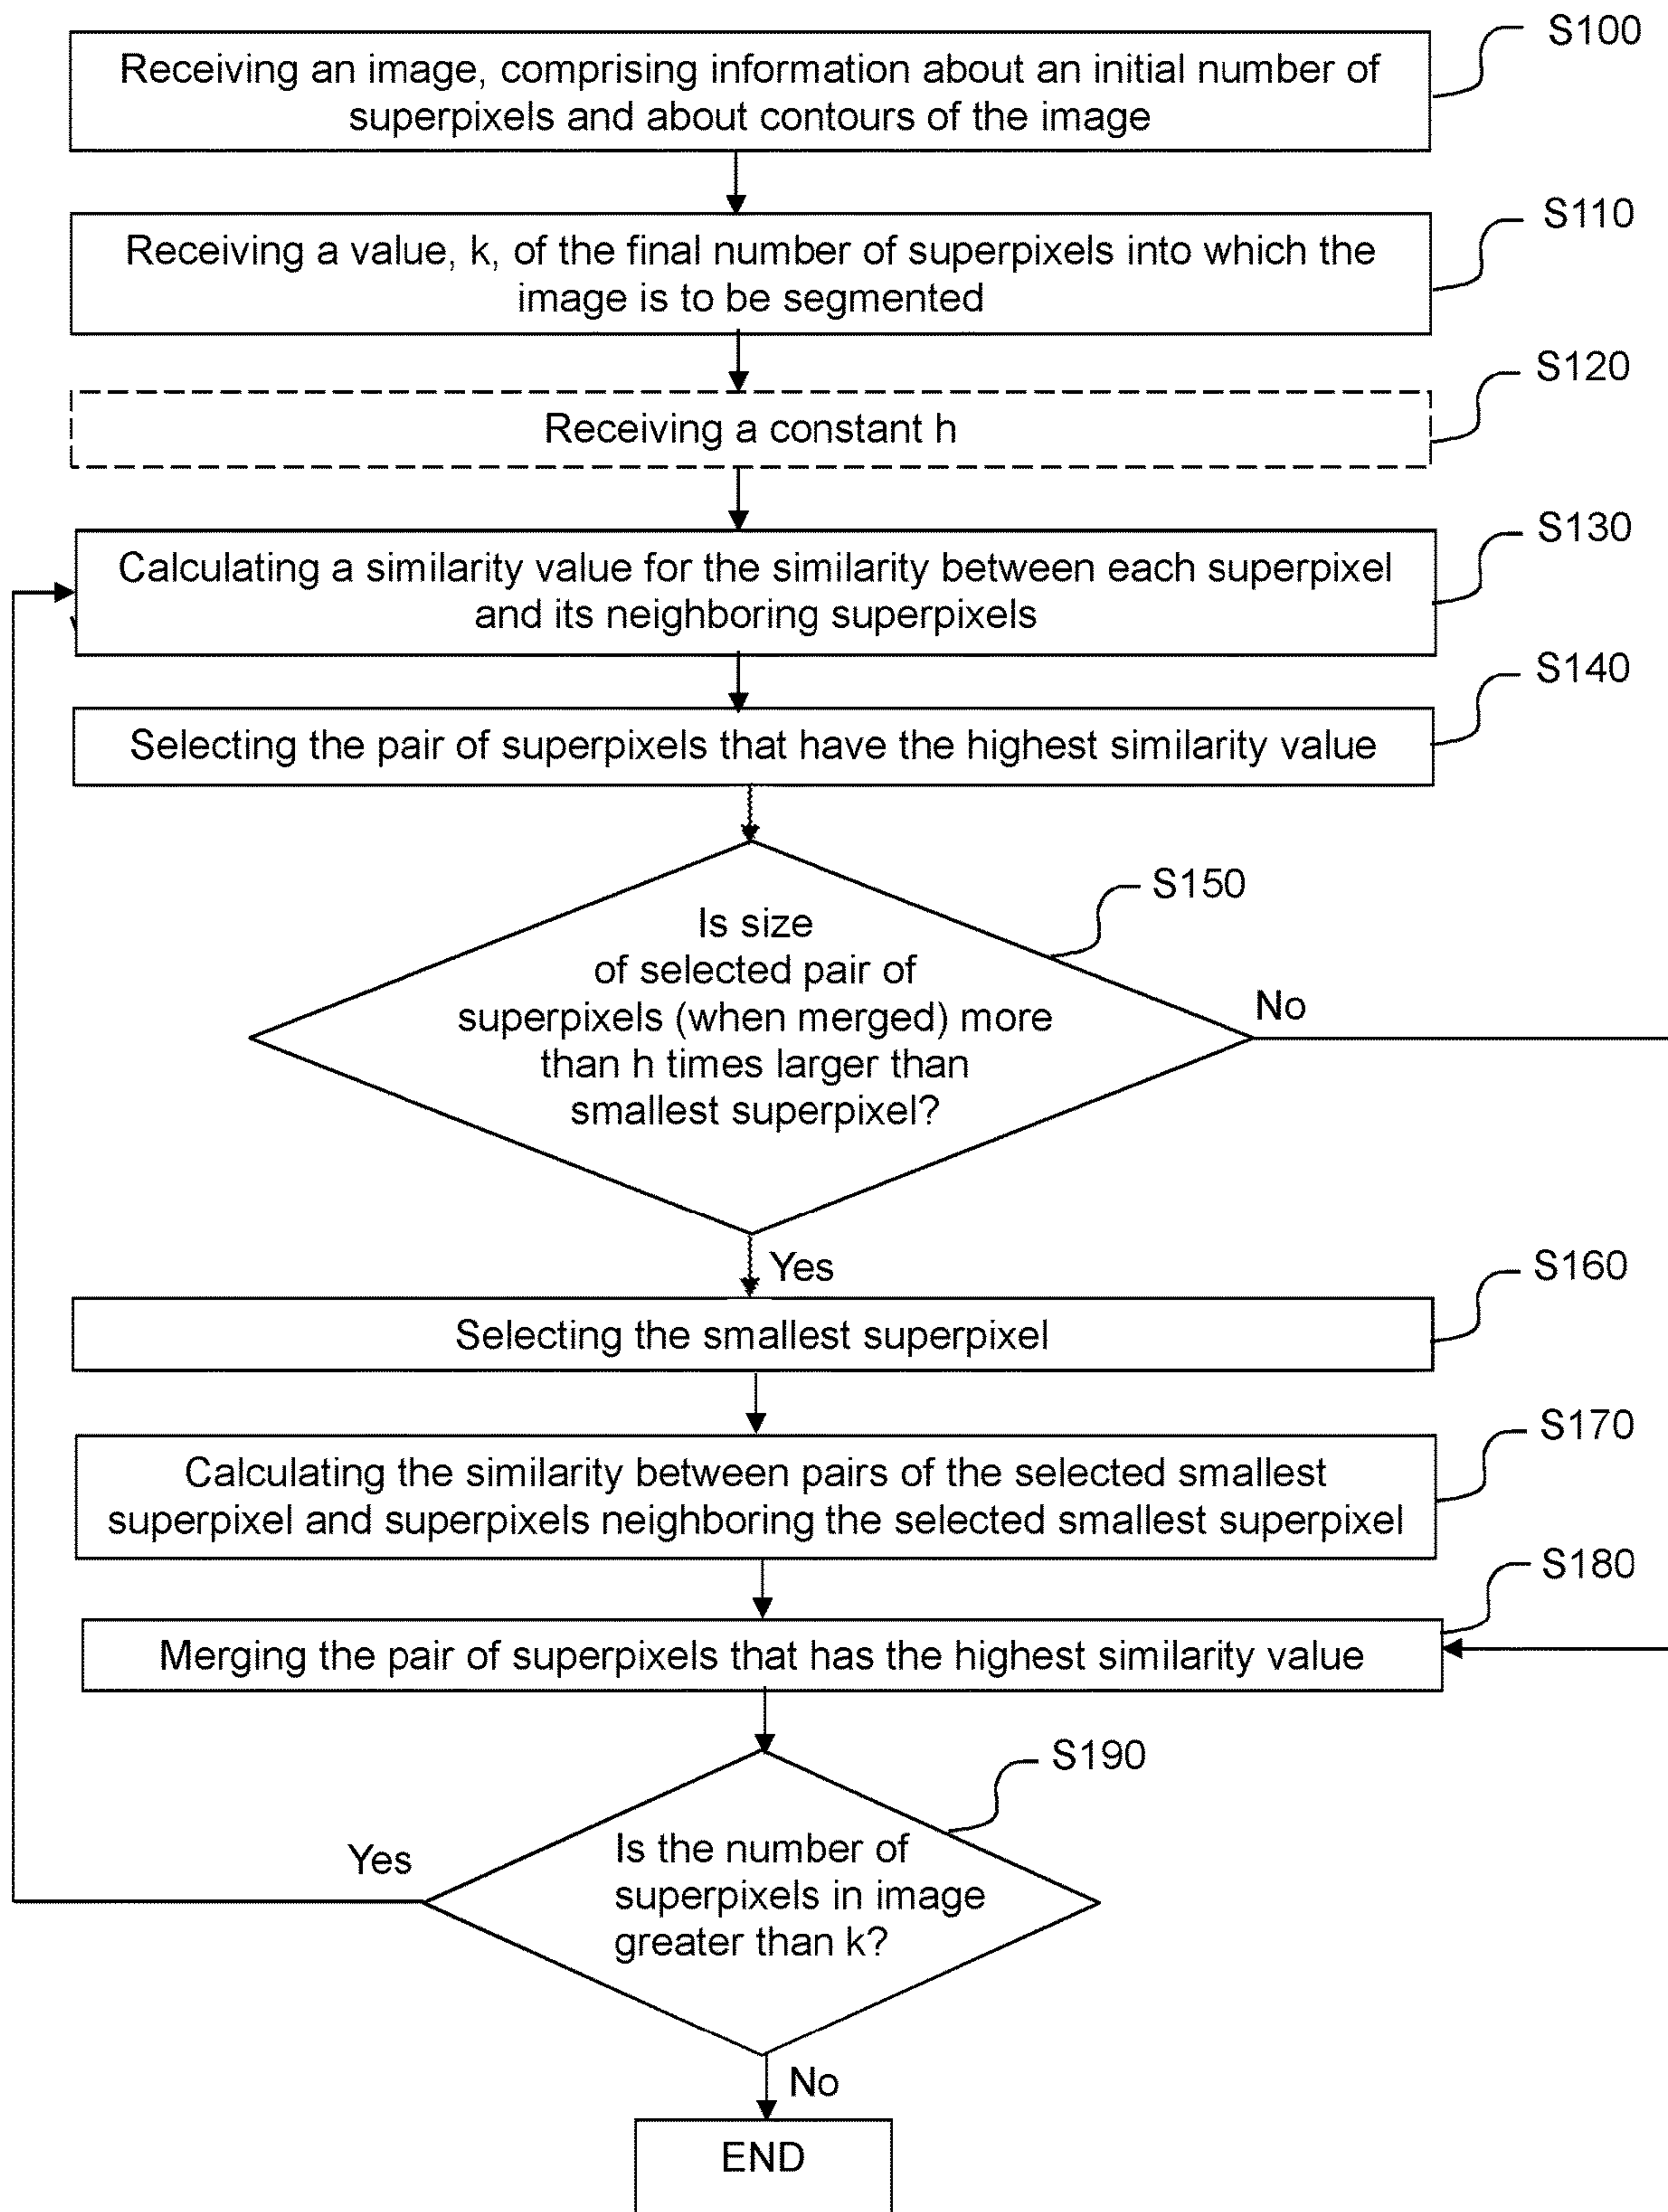 S100
Receiving an image, comprising information about an initial number of
superpixels and about contours of the image
S110
Receiving a value, k, of the final number of superpixels into which the
image is to be segmented
S120
Receiving a constant h
S130
Calculating a similarity value for the similarity between each superpixel
and its neighboring superpixels
S140
Selecting the pair of superpixels that have the highest similarity value
S150
Is size
of selected pair of
superpixels (when merged) more
than h times larger than
smallest superpixel?
No
Yes
S160
Selecting the smallest superpixel
S170
Calculating the similarity between pairs of the selected smallest
superpixel and superpixels neighboring the selected smallest superpixel
S180
Merging the pair of superpixels that has the highest similarity value
S190
Is the number of
superpixels in image
greater than k?
Yes
No
END